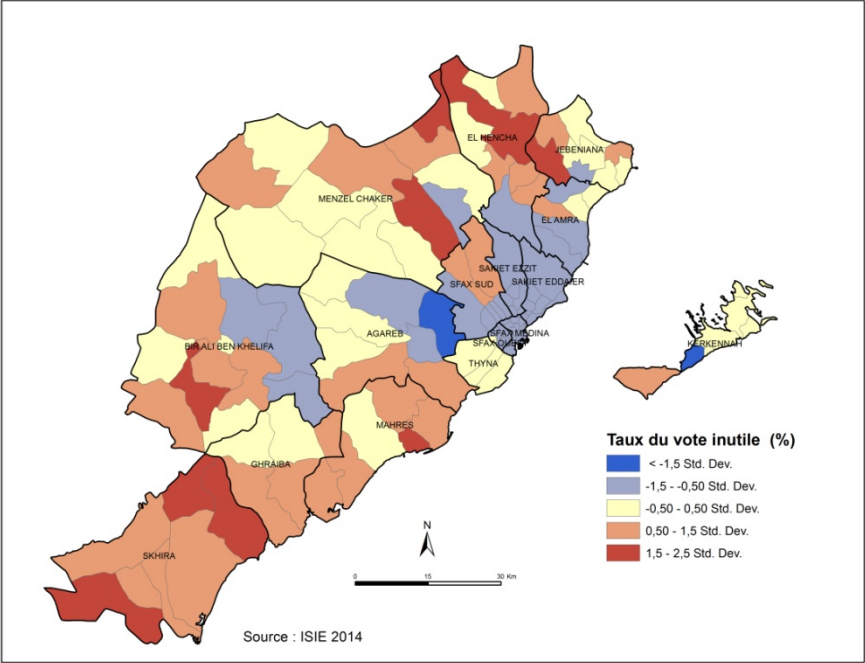 EL HENCHA
JEBENIANA
MENZEL CHAKER
EL AMRA
SAKIET EZZIT
SFAX SUD
SAKIET EDDAIER
AGAREB
SFAX MEDINA
BIR ALI BEN KHELIFA
KERKENNAH
THYNA
MAHRES
GHRAIBA
SKHIRA
Taux du vote inutile (%)
< -1,5 Std. Dev.
-1,5 - -0,50 Std. Dev.
-0,50 - 0,50 Std. Dev.
0,50 - 1,5 Std. Dev.
1,5 - 2,5 Std. Dev.
N
0 15 30 Km
Source : ISIE 2014